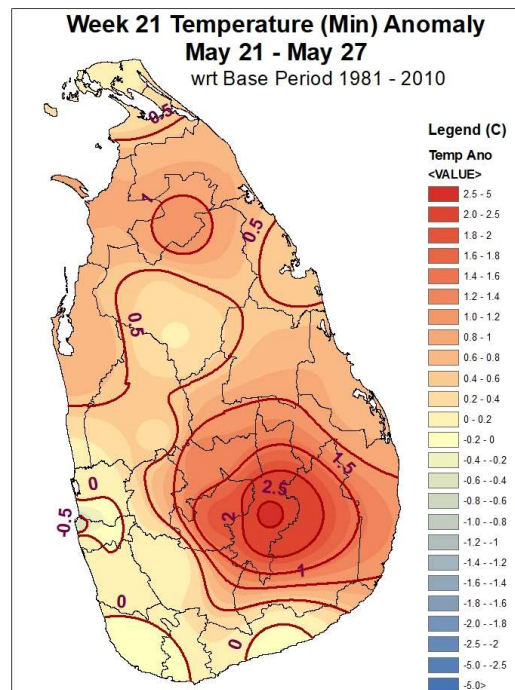 Week 21 Temperature (Min) Anomaly
May 21 - May 27
wrt Base Period 1981 - 2010
Legend (C)
Temp Ano
<VALUE>
2.5 - 5
2.0 - 2.5
1.8 - 2
1.6 - 1.8
1.4 - 1.6
1.2 - 1.4
1.0 - 1.2
0.8 - 1
0.6 - 0.8
0.4 - 0.6
0.2 - 0.4
0 - 0.2
-0.2 - 0
-0.4 - -0.2
-0.6 - -0.4
-0.8 - -0.6
-1.0 - -0.8
-1.2 - -1
-1.4 - -1.2
-1.6 - -1.4
-1.8 - -1.6
-2.0 - -1.8
-2.5 - -2
-5.0 - -2.5
-5.0>
0.5
1
0.5
0.5
1.5
0
2.5
-0.5
2
1
0
0